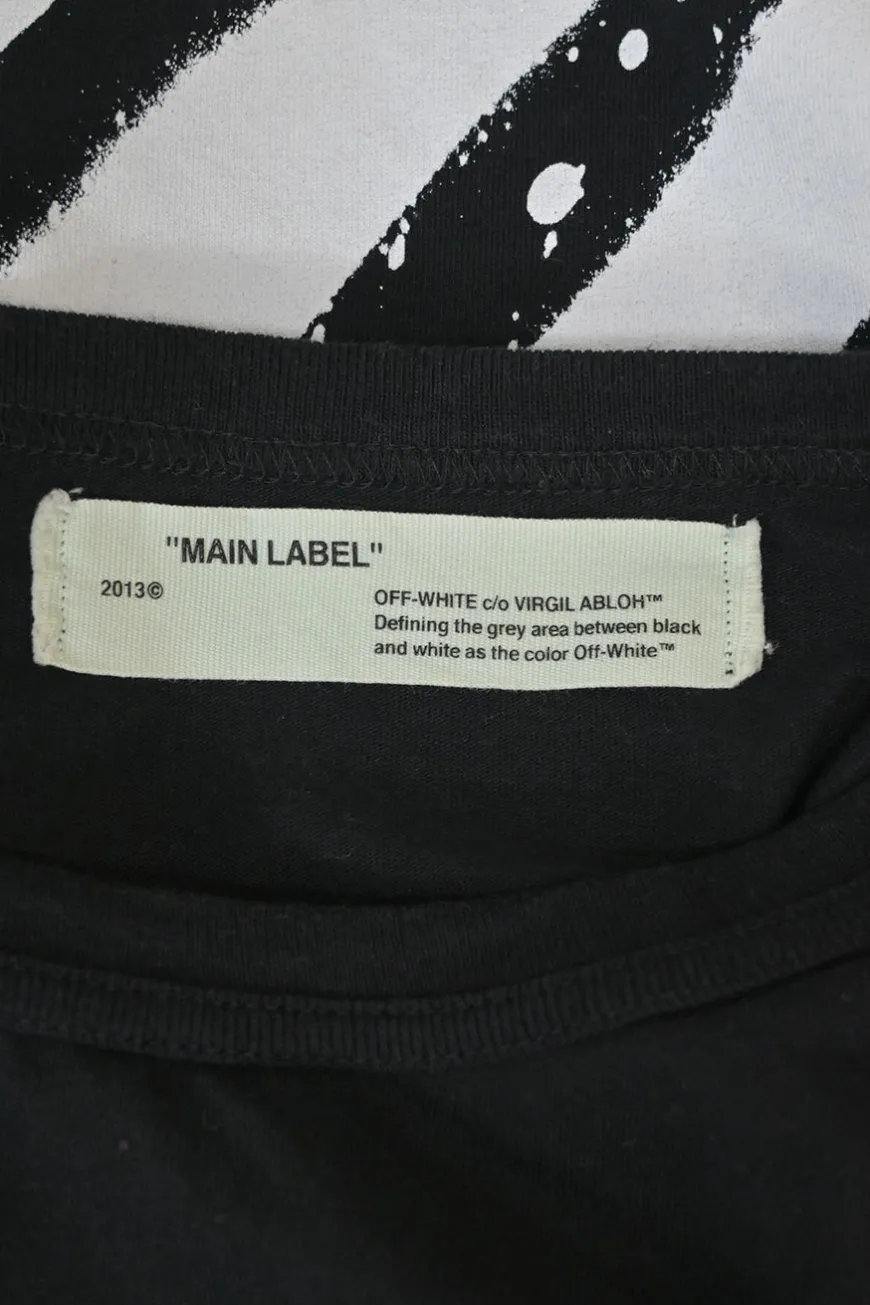 "MAIN LABEL"
2013©
OFF-WHITE c/o VIRGIL ABLOH™
Defining the grey area between black
and white as the color Off-White™